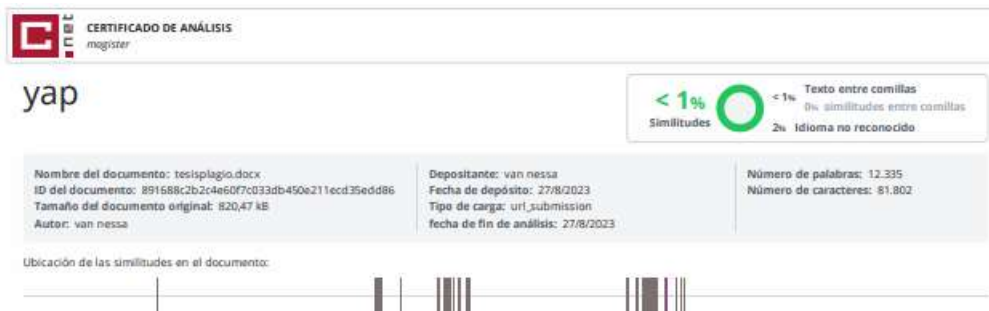 CERTIFICADO DE ANÁLISIS
magister
yap
< 1%
Similitudes
< 1% Texto entre comillas
0% similitudes entre comillas
2% Idioma no reconocido
Nombre del documento: tesisplagio.docx
ID del documento: 891688c2b2c4e60f7c033db450e211ecd35edd86
Tamaño del documento original: 820,47 kB
Autor: van nessa
Depositante: van nessa
Fecha de depósito: 27/8/2023
Tipo de carga: url_submission
fecha de fin de análisis: 27/8/2023
Número de palabras: 12.335
Número de caracteres: 81.802
Ubicación de las similitudes en el documento: